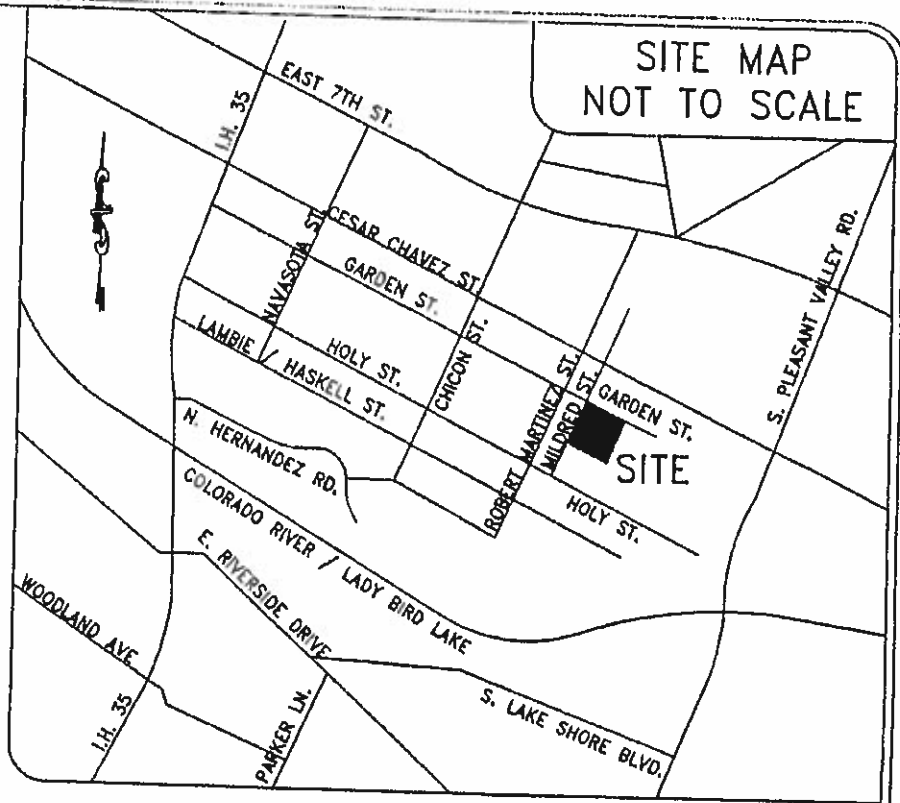 SITE MAP
NOT TO SCALE
EAST 7TH ST.
I.H. 35
S. PLEASANT VALLEY RD.
NAVASOTA ST.
CESAR CHAVEZ ST.
GARDEN ST.
HOLY ST.
LAMBIE / HASKELL ST.
CHICON ST.
ROBERT MARTINEZ ST.
MILDRED ST.
GARDEN ST.
SITE
HOLY ST.
N. HERNANDEZ RD.
COLORADO RIVER / LADY BIRD LAKE
E. RIVERSIDE DRIVE
WOODLAND AVE.
I.H. 35
PARKER LN.
S. LAKE SHORE BLVD.